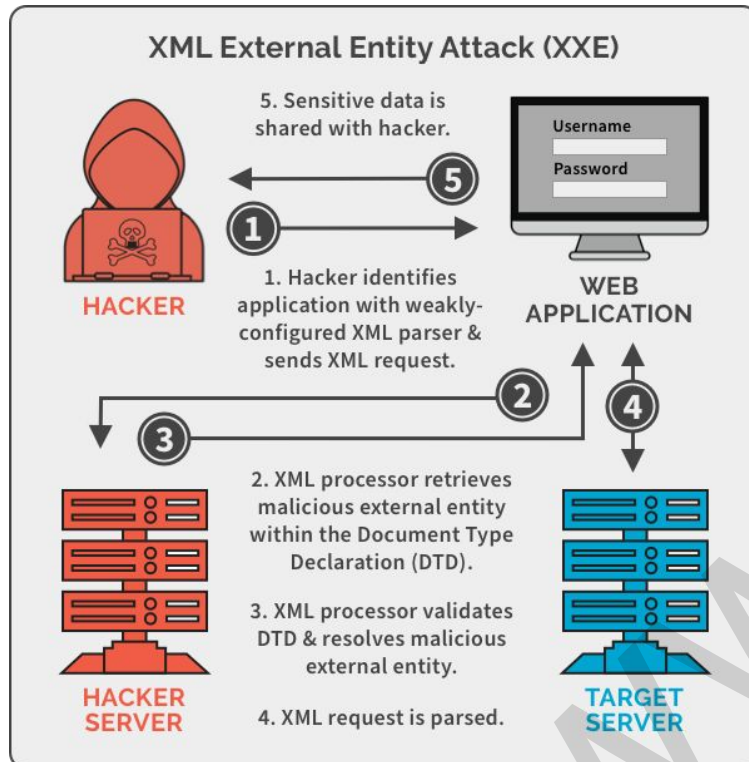 XML External Entity Attack (XXE)
5. Sensitive data is
shared with hacker.
Username
Password
5
1
HACKER
1. Hacker identifies
application with weakly-
configured XML parser &
sends XML request.
WEB
APPLICATION
2
4
3
2. XML processor retrieves
malicious external entity
within the Document Type
Declaration (DTD).
3. XML processor validates
DTD & resolves malicious
external entity.
4. XML request is parsed.
HACKER
SERVER
TARGET
SERVER